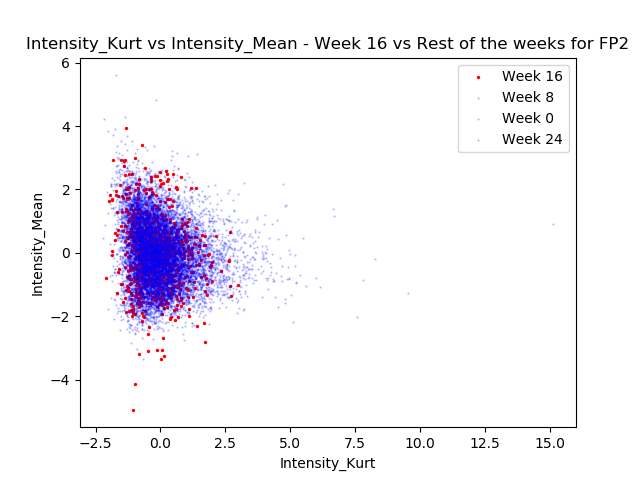 Intensity_Kurt vs Intensity_Mean - Week 16 vs Rest of the weeks for FP2
6
4
2
0
−2
−4
Intensity_Mean
Week 16
Week 8
Week 0
Week 24
−2.5 0.0 2.5 5.0 7.5 10.0 12.5 15.0
Intensity_Kurt